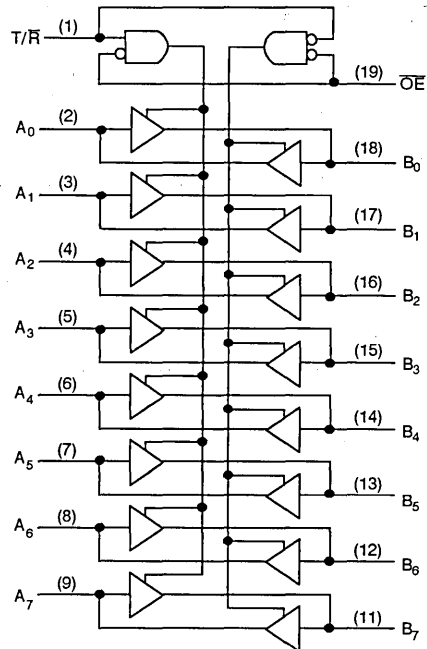 T/R̅ (1)
(19) O̅E̅
A0 (2)
(18) B0
A1 (3)
(17) B1
A2 (4)
(16) B2
A3 (5)
(15) B3
A4 (6)
(14) B4
A5 (7)
(13) B5
A6 (8)
(12) B6
A7 (9)
(11) B7